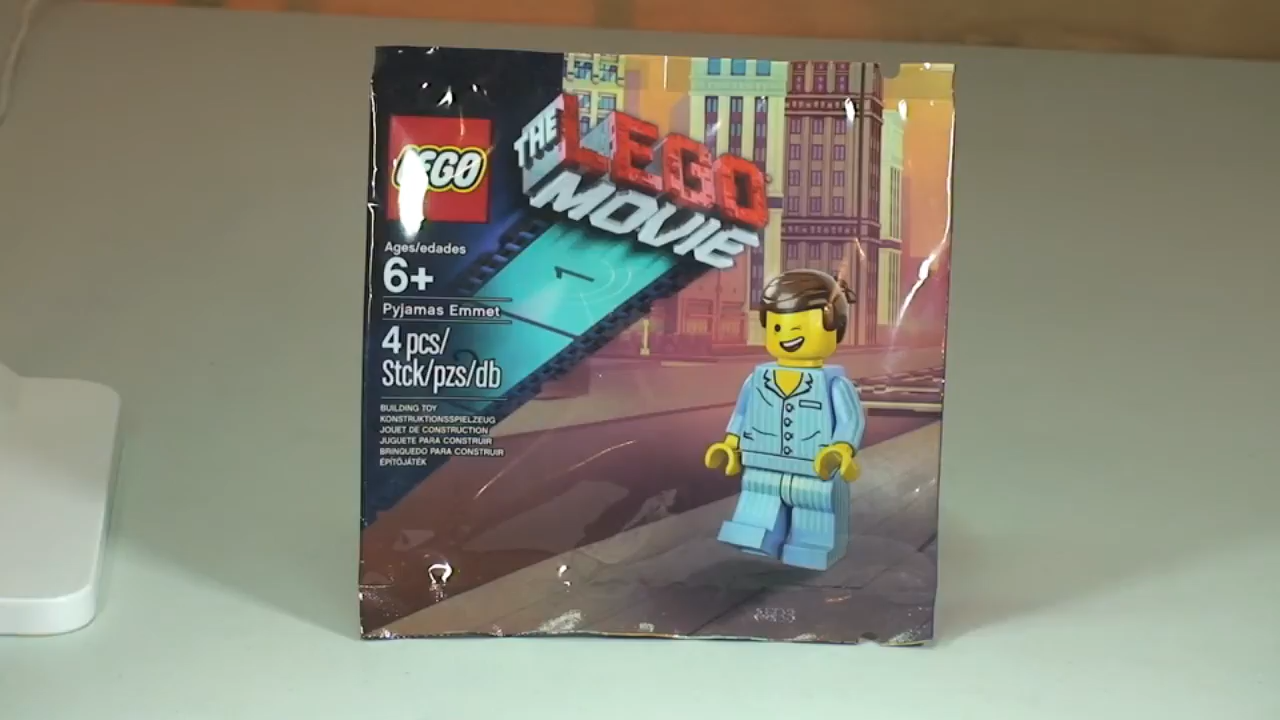 LEGO
THE
LEGO
MOVIE
Ages/edades
6+
Pyjamas Emmet
4 pcs/
Stck/pzs/db
BUILDING TOY
KONSTRUKTIONSSPIELZEUG
JOUET DE CONSTRUCTION
JUGUETE PARA CONSTRUIR
BRINQUEDO PARA CONSTRUIR
ÉPÍTŐJÁTÉK
1